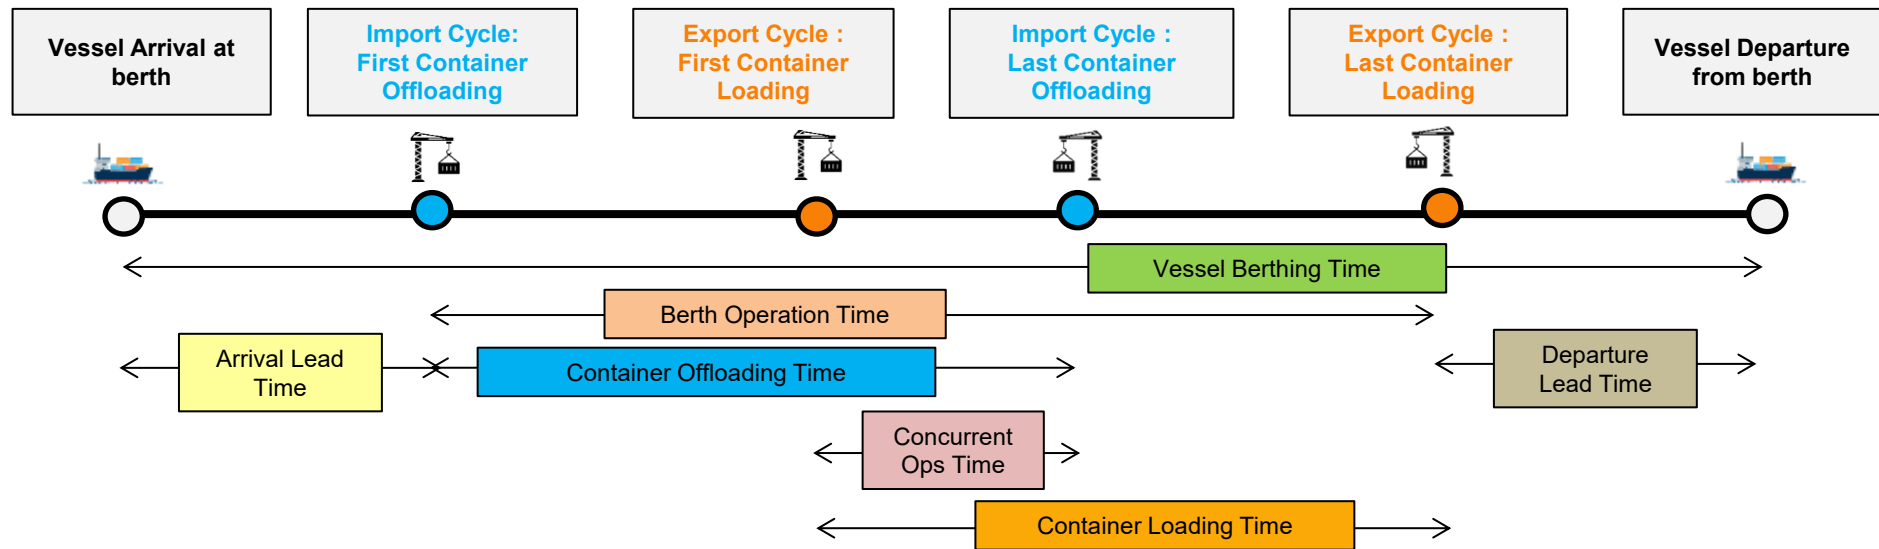 Vessel Arrival at
berth
Import Cycle:
First Container
Offloading
Export Cycle :
First Container
Loading
Import Cycle :
Last Container
Offloading
Export Cycle :
Last Container
Loading
Vessel Departure
from berth
Vessel Berthing Time
Berth Operation Time
Arrival Lead
Time
Container Offloading Time
Departure
Lead Time
Concurrent
Ops Time
Container Loading Time